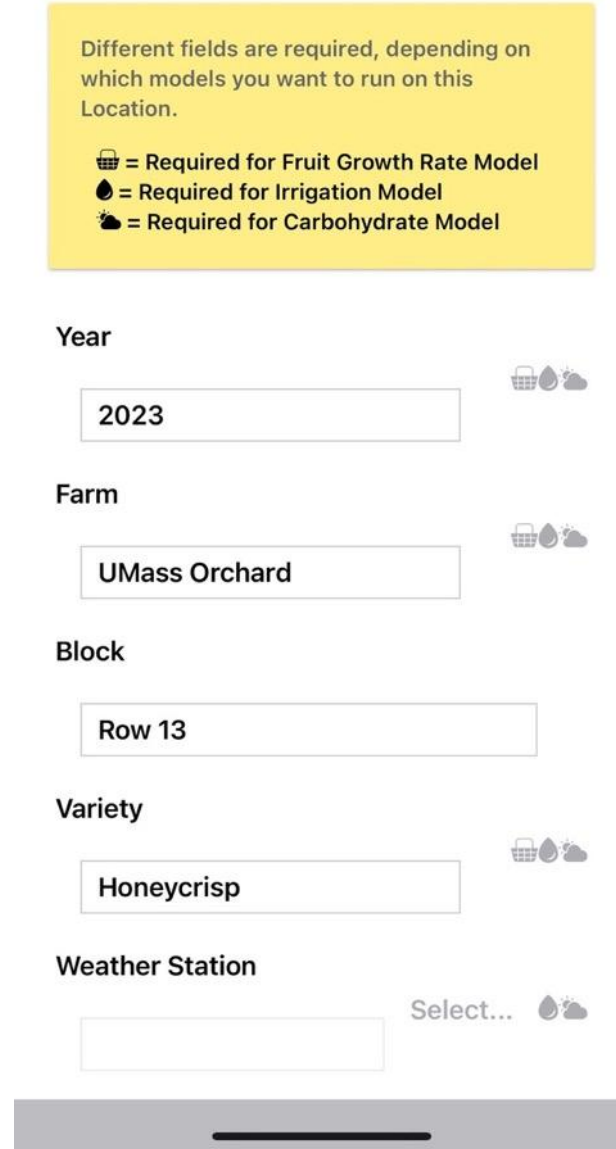 Different fields are required, depending on
which models you want to run on this
Location.
= Required for Fruit Growth Rate Model
= Required for Irrigation Model
= Required for Carbohydrate Model
Year
2023
Farm
UMass Orchard
Block
Row 13
Variety
Honeycrisp
Weather Station
Select...